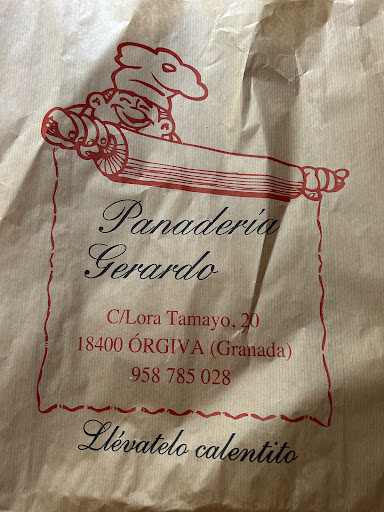 Panadería
Gerardo
C/Lora Tamayo, 20
18400 ÓRGIVA (Granada)
958 785 028
Llévatelo calentito